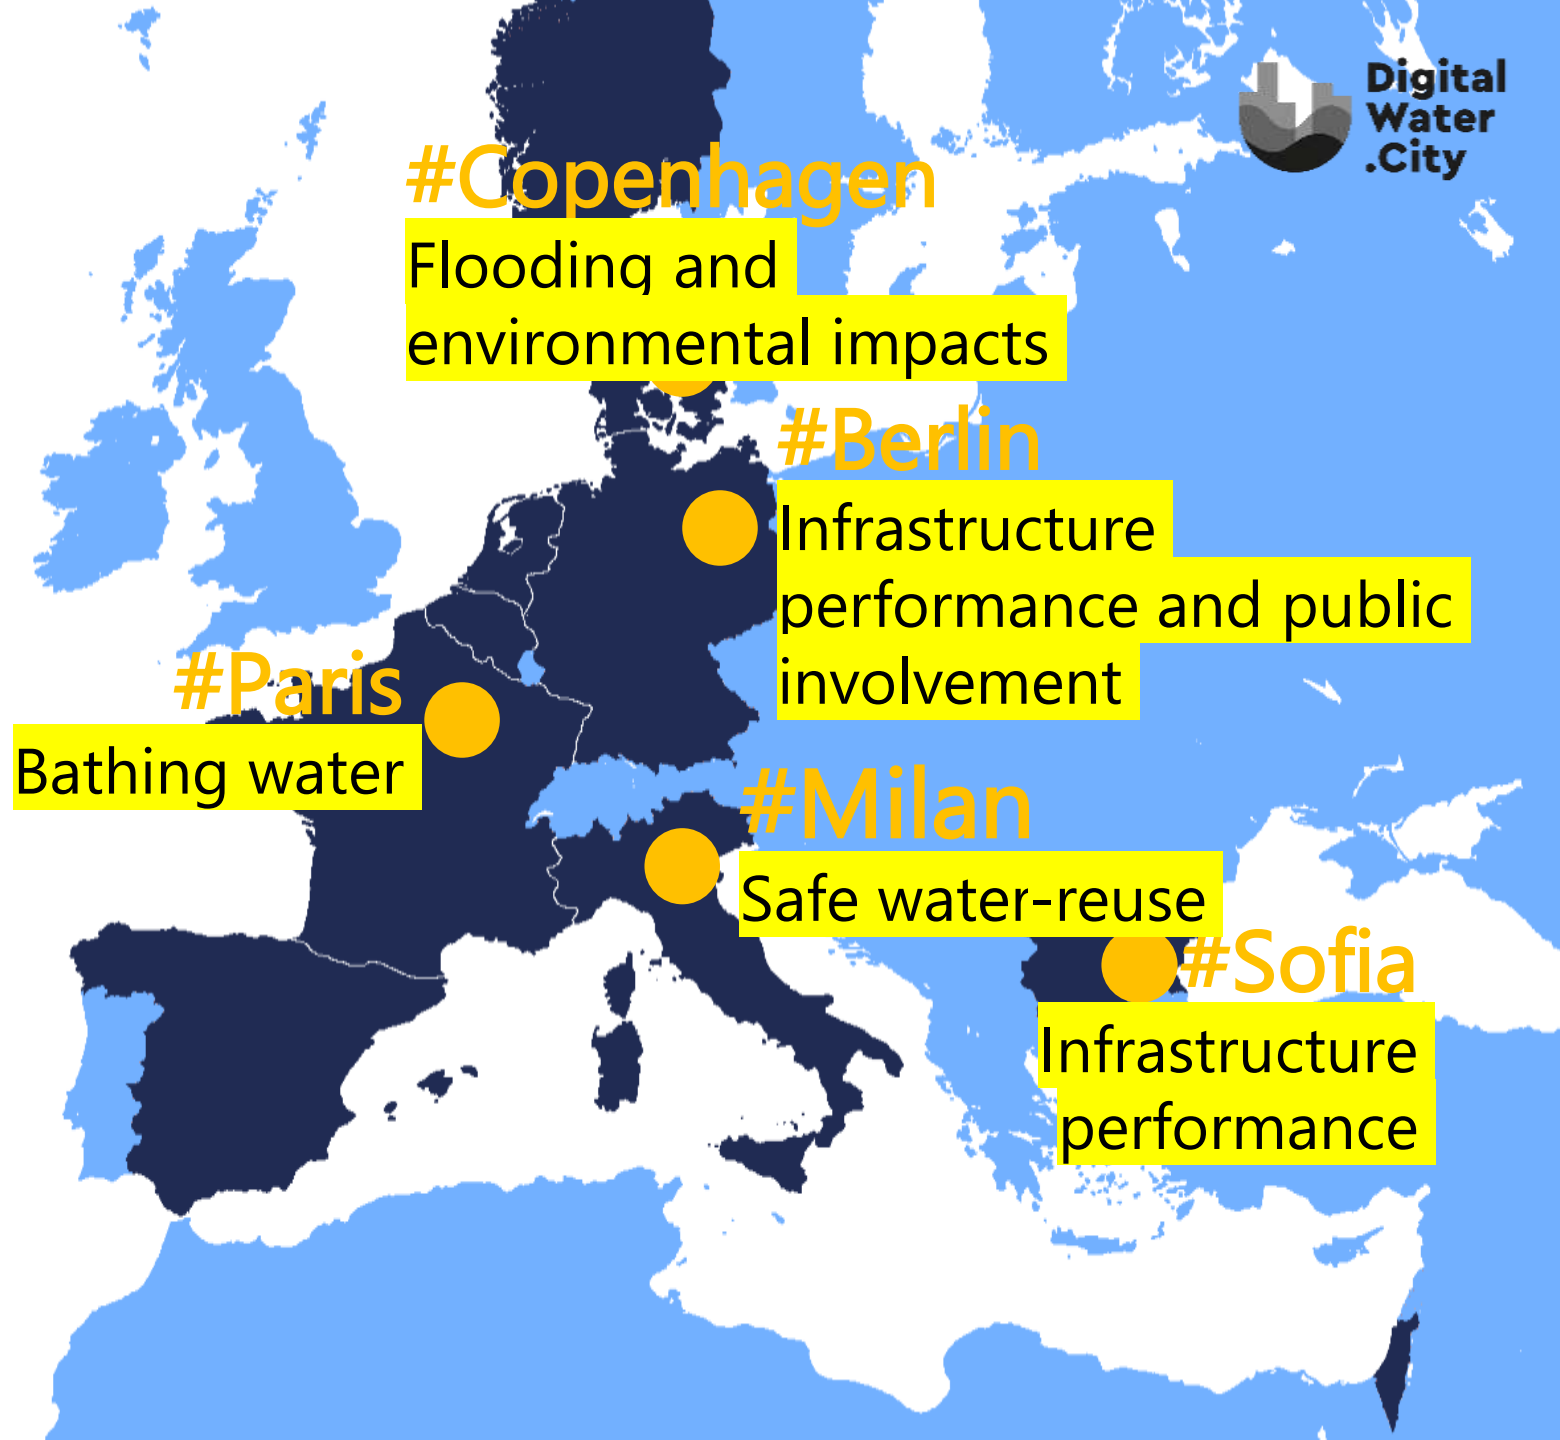 Digital
Water
.City
#Copenhagen
Flooding and
environmental impacts
#Berlin
Infrastructure
performance and public
involvement
#Paris
Bathing water
#Milan
Safe water-reuse
#Sofia
Infrastructure
performance